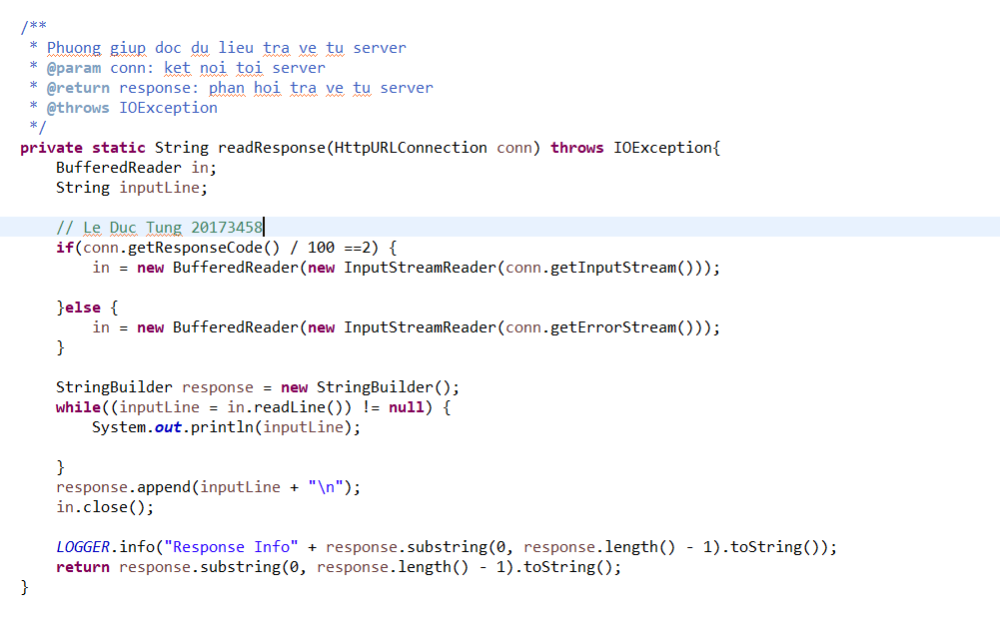 /**
 * Phuong giup doc du lieu tra ve tu server
 * @param conn: ket noi toi server
 * @return response: phan hoi tra ve tu server
 * @throws IOException
 */
private static String readResponse(HttpURLConnection conn) throws IOException{
    BufferedReader in;
    String inputLine;
    // Le Duc Tung 20173458
    if(conn.getResponseCode() / 100 ==2) {
        in = new BufferedReader(new InputStreamReader(conn.getInputStream()));
    }else {
        in = new BufferedReader(new InputStreamReader(conn.getErrorStream()));
    }
    StringBuilder response = new StringBuilder();
    while((inputLine = in.readLine()) != null) {
        System.out.println(inputLine);
    }
    response.append(inputLine + "\n");
    in.close();
    LOGGER.info("Response Info" + response.substring(0, response.length() - 1).toString());
    return response.substring(0, response.length() - 1).toString();
}